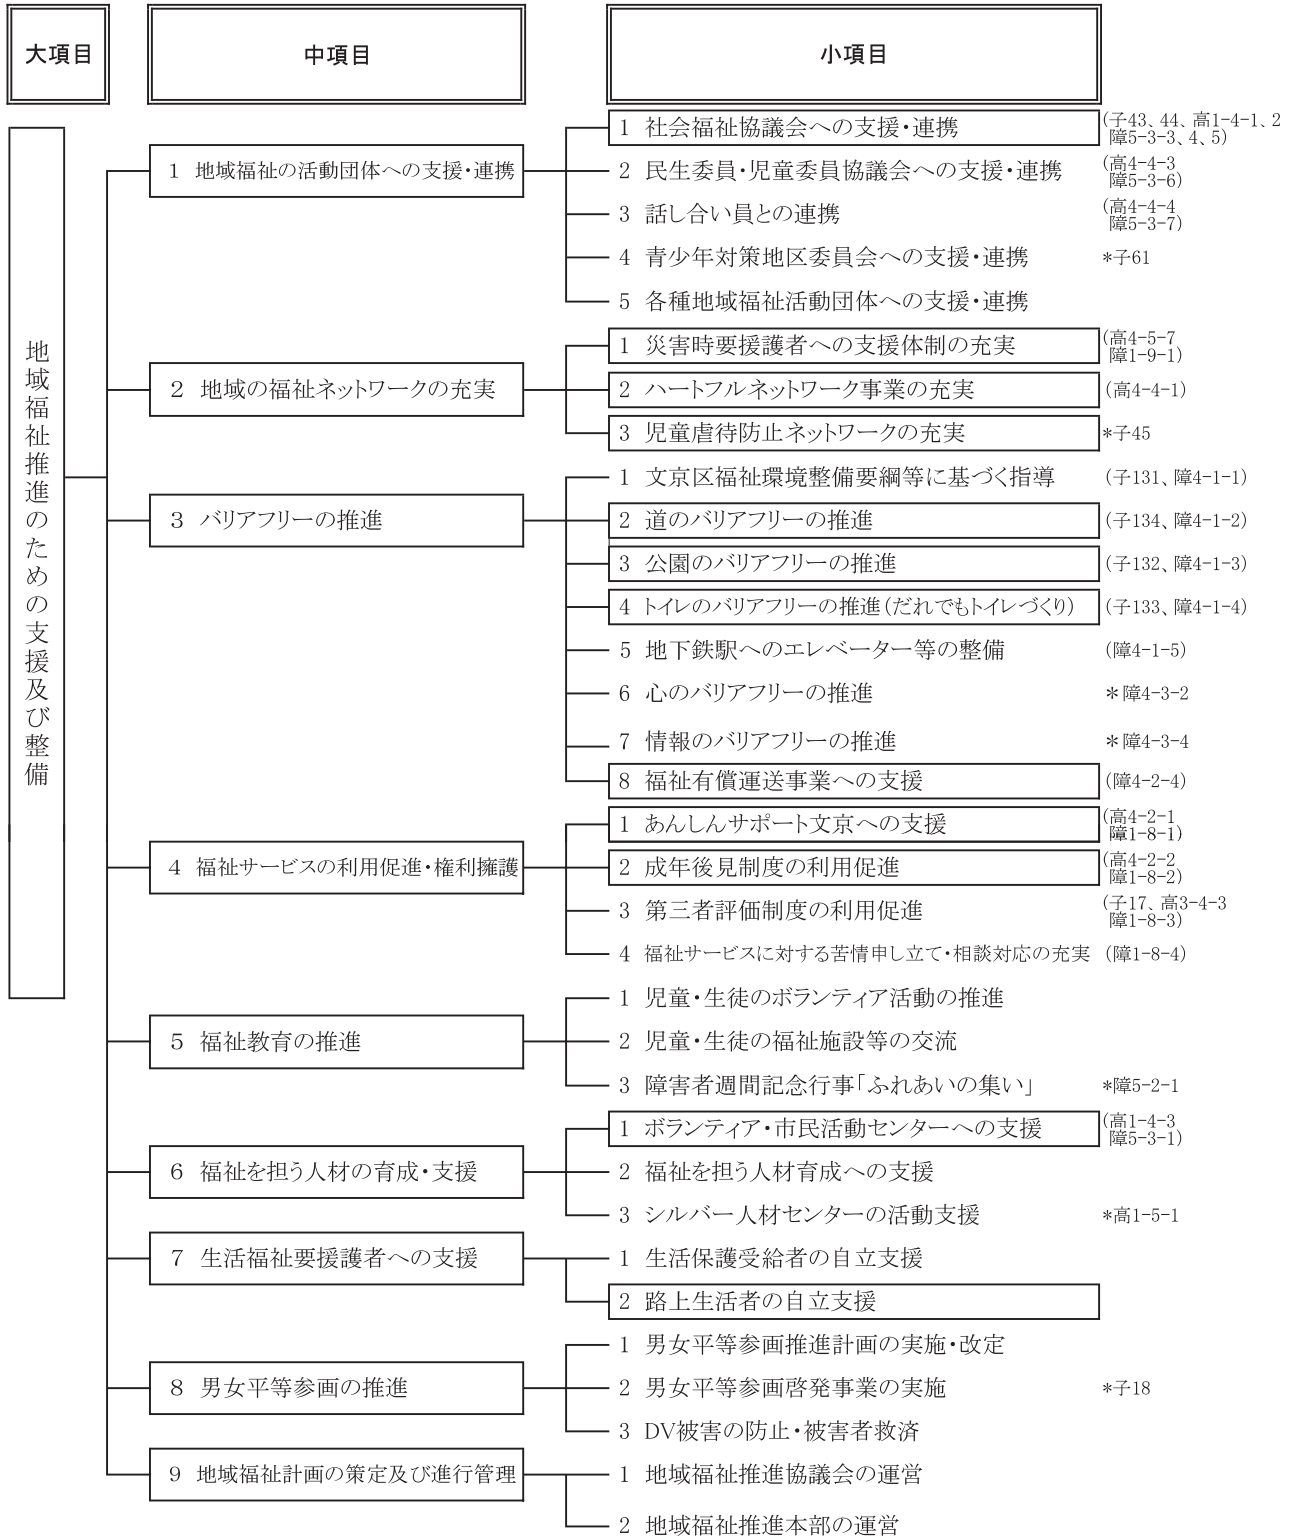 大項目
中項目
小項目
地域福祉推進のための支援及び整備
1 地域福祉の活動団体への支援・連携
1 社会福祉協議会への支援・連携
(子43、44、高1-4-1、2
障5-3-3、4、5)
2 民生委員・児童委員協議会への支援・連携
(高4-4-3
障5-3-6)
3 話し合い員との連携
(高4-4-4
障5-3-7)
4 青少年対策地区委員会への支援・連携
*子61
5 各種地域福祉活動団体への支援・連携
2 地域の福祉ネットワークの充実
1 災害時要援護者への支援体制の充実
(高4-5-7
障1-9-1)
2 ハートフルネットワーク事業の充実
(高4-4-1)
3 児童虐待防止ネットワークの充実
*子45
3 バリアフリーの推進
1 文京区福祉環境整備要綱等に基づく指導
(子131、障4-1-1)
2 道のバリアフリーの推進
(子134、障4-1-2)
3 公園のバリアフリーの推進
(子132、障4-1-3)
4 トイレのバリアフリーの推進(だれでもトイレづくり)
(子133、障4-1-4)
5 地下鉄駅へのエレベーター等の整備
(障4-1-5)
6 心のバリアフリーの推進
*障4-3-2
7 情報のバリアフリーの推進
*障4-3-4
8 福祉有償運送事業への支援
(障4-2-4)
4 福祉サービスの利用促進・権利擁護
1 あんしんサポート文京への支援
(高4-2-1
障1-8-1)
2 成年後見制度の利用促進
(高4-2-2
障1-8-2)
3 第三者評価制度の利用促進
(子17、高3-4-3
障1-8-3)
4 福祉サービスに対する苦情申し立て・相談対応の充実
(障1-8-4)
5 福祉教育の推進
1 児童・生徒のボランティア活動の推進
2 児童・生徒の福祉施設等の交流
3 障害者週間記念行事「ふれあいの集い」
*障5-2-1
6 福祉を担う人材の育成・支援
1 ボランティア・市民活動センターへの支援
(高1-4-3
障5-3-1)
2 福祉を担う人材育成への支援
3 シルバー人材センターの活動支援
*高1-5-1
7 生活福祉要援護者への支援
1 生活保護受給者の自立支援
2 路上生活者の自立支援
8 男女平等参画の推進
1 男女平等参画推進計画の実施・改定
2 男女平等参画啓発事業の実施
*子18
3 DV被害の防止・被害者救済
9 地域福祉計画の策定及び進行管理
1 地域福祉推進協議会の運営
2 地域福祉推進本部の運営